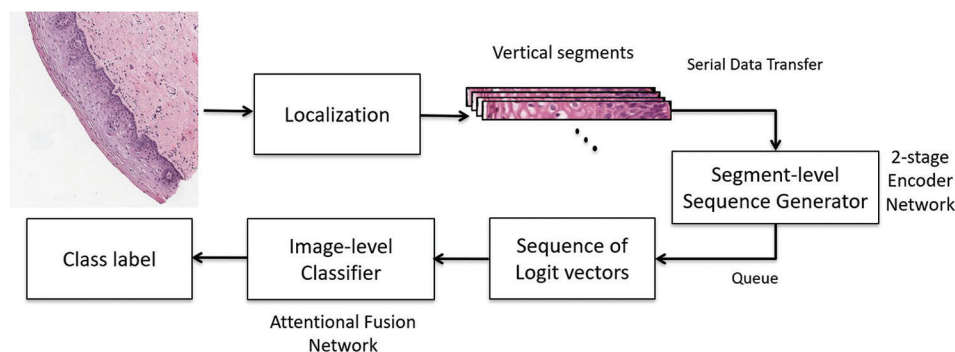 Vertical segments
Serial Data Transfer
Localization
Segment-level
Sequence Generator
2-stage
Encoder
Network
Class label
Image-level
Classifier
Sequence of
Logit vectors
Queue
Attentional Fusion
Network